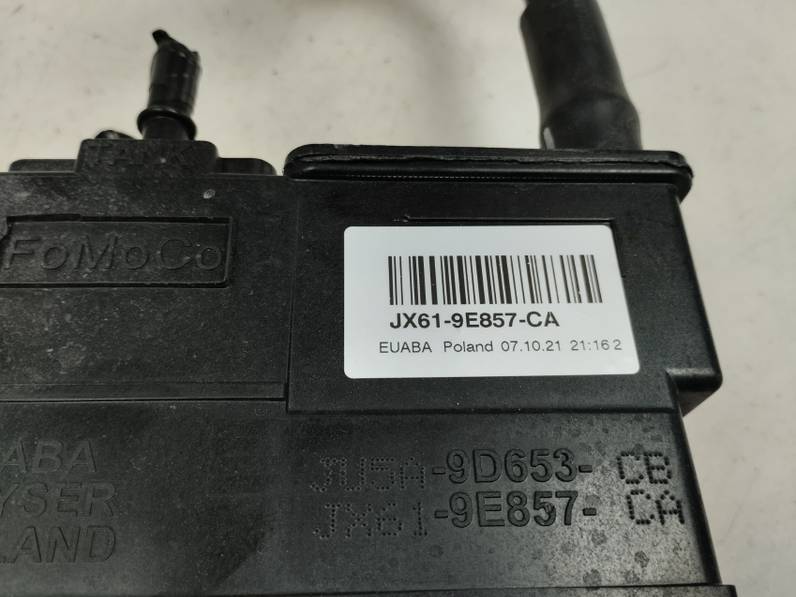 TANK
FoMoCo
JX61-9E857-CA
EUABA Poland 07.10.21 21:16 2
JU5A-9D653-CB
JX61-9E857-CA
ABA
YSER
LAND